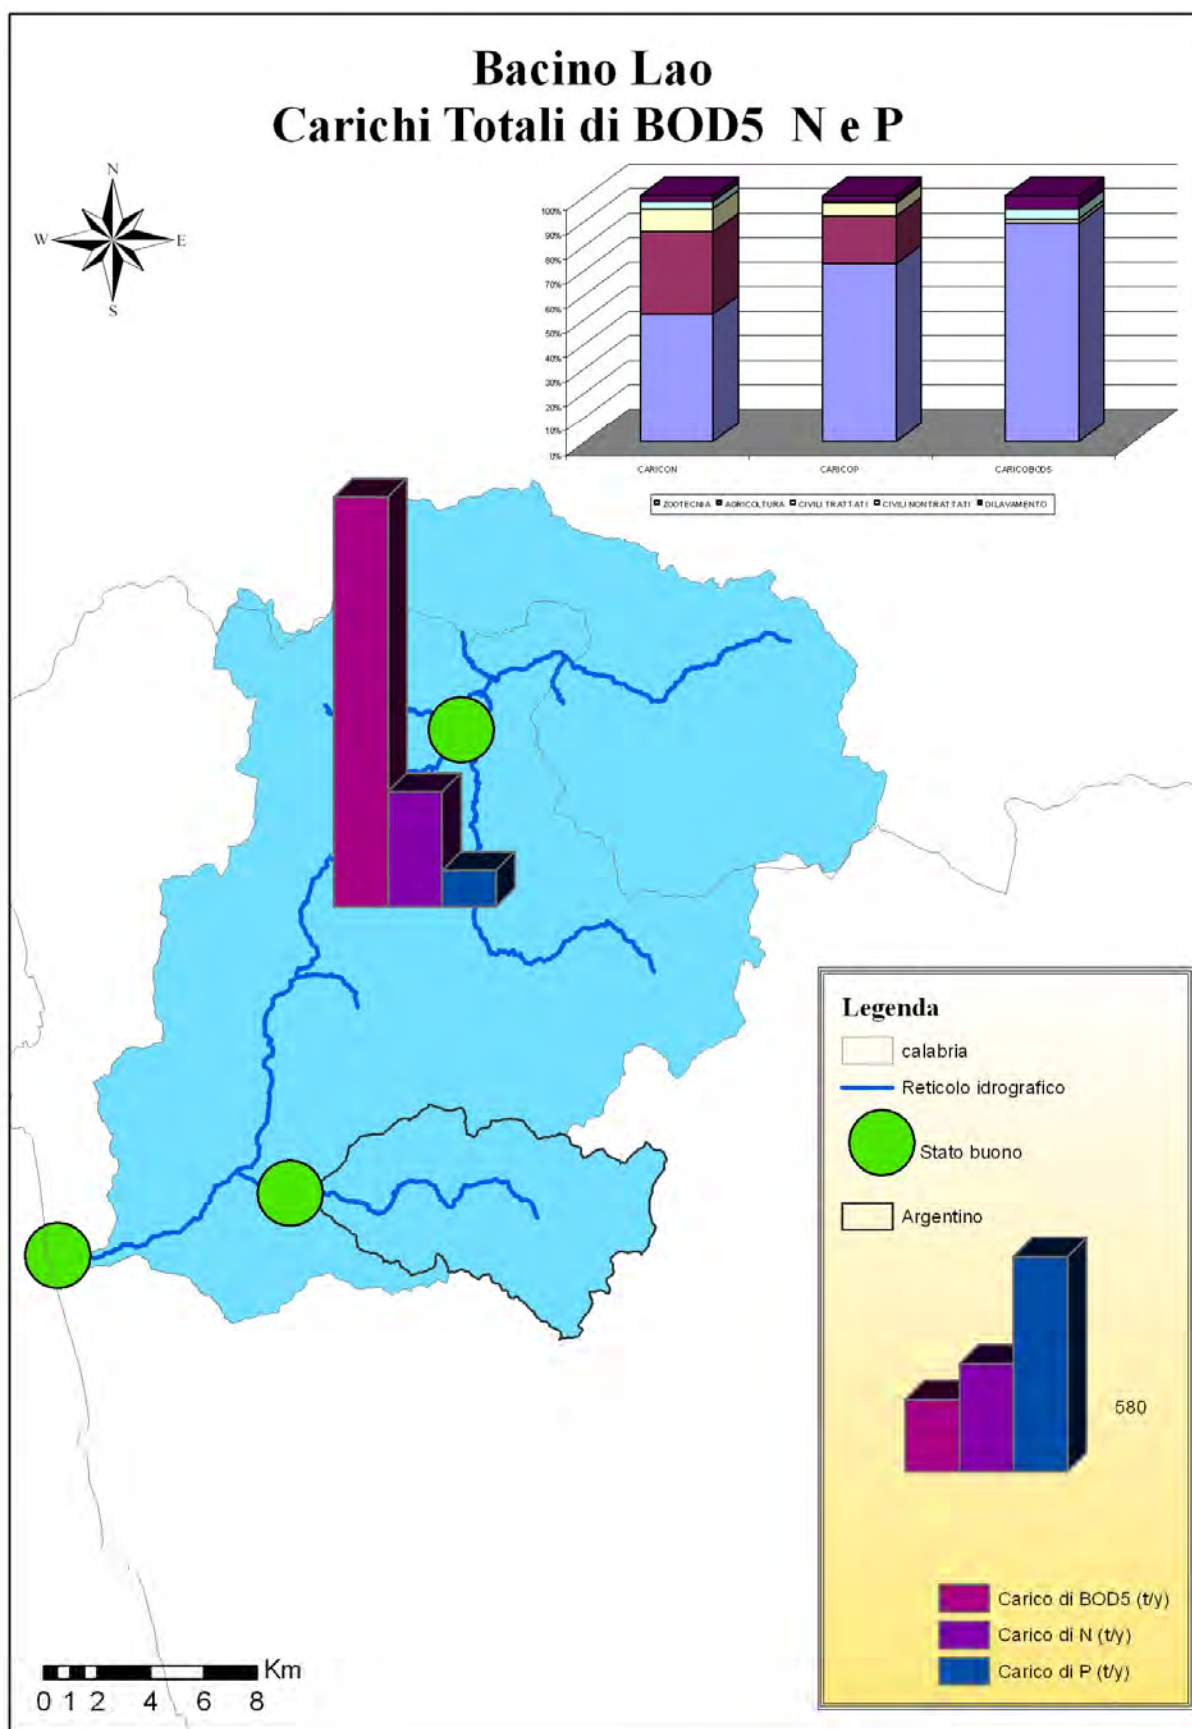 Bacino Lao
Carichi Totali di BOD5 N e P
N
W
E
S
100%
90%
80%
70%
60%
50%
40%
30%
20%
10%
0%
CARICON
CARICOP
CARICOBOD5
ZOOTECNIA AGRICOLTURA CIVILI TRATTATI CIVILI NON TRATTATI DILAVAMENTO
Legenda
calabria
Reticolo idrografico
Stato buono
Argentino
580
Carico di BOD5 (t/y)
Carico di N (t/y)
Carico di P (t/y)
Km
0 1 2 4 6 8